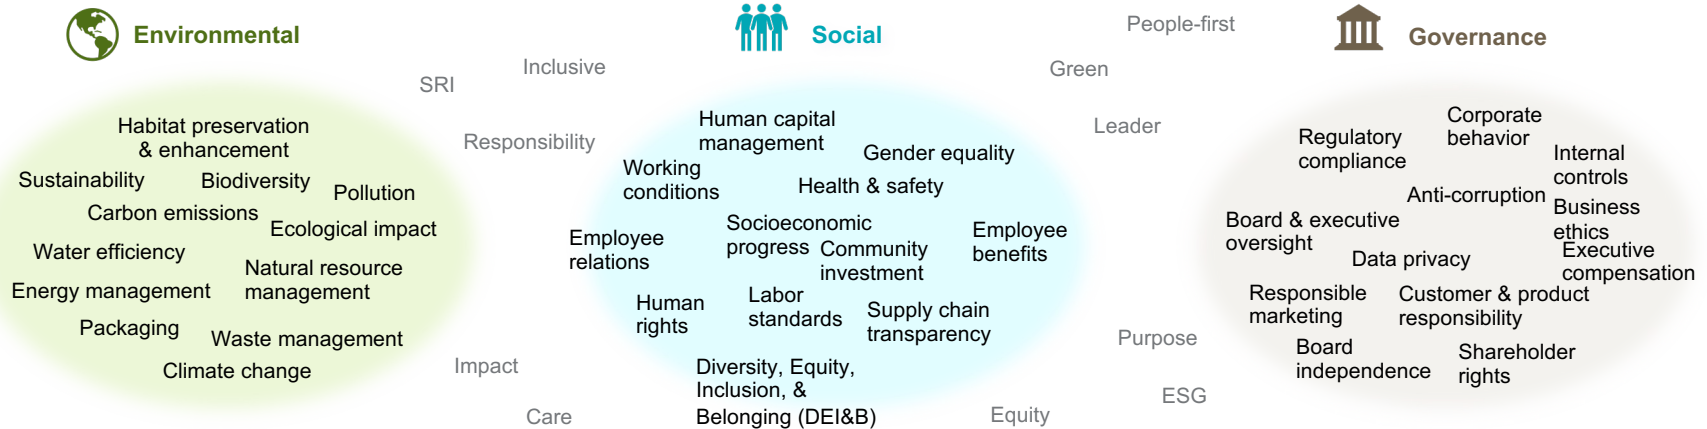 Environmental
Social
Governance
People-first
Inclusive
Green
SRI
Responsibility
Leader
Habitat preservation
& enhancement
Sustainability
Biodiversity
Pollution
Carbon emissions
Ecological impact
Water efficiency
Natural resource
management
Energy management
Packaging
Waste management
Climate change
Impact
Care
Human capital
management
Gender equality
Working
conditions
Health & safety
Socioeconomic
progress
Employee
relations
Community
investment
Employee
benefits
Human
rights
Labor
standards
Supply chain
transparency
Diversity, Equity,
Inclusion, &
Belonging (DEI&B)
Purpose
ESG
Equity
Corporate
behavior
Regulatory
compliance
Internal
controls
Anti-corruption
Business
ethics
Board & executive
oversight
Executive
compensation
Data privacy
Responsible
marketing
Customer & product
responsibility
Board
independence
Shareholder
rights